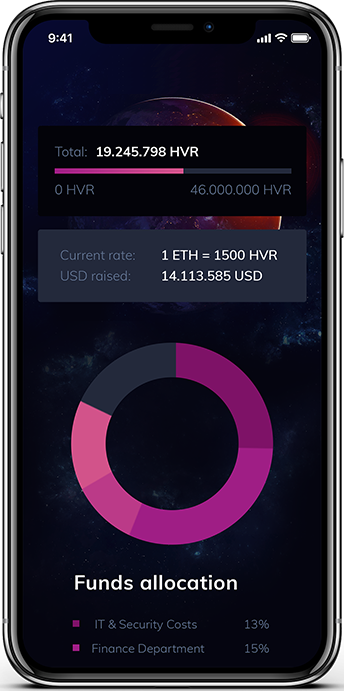 9:41
Total: 19.245.798 HVR
0 HVR 46.000.000 HVR
Current rate: 1 ETH = 1500 HVR
USD raised: 14.113.585 USD
Funds allocation
IT & Security Costs 13%
Finance Department 15%